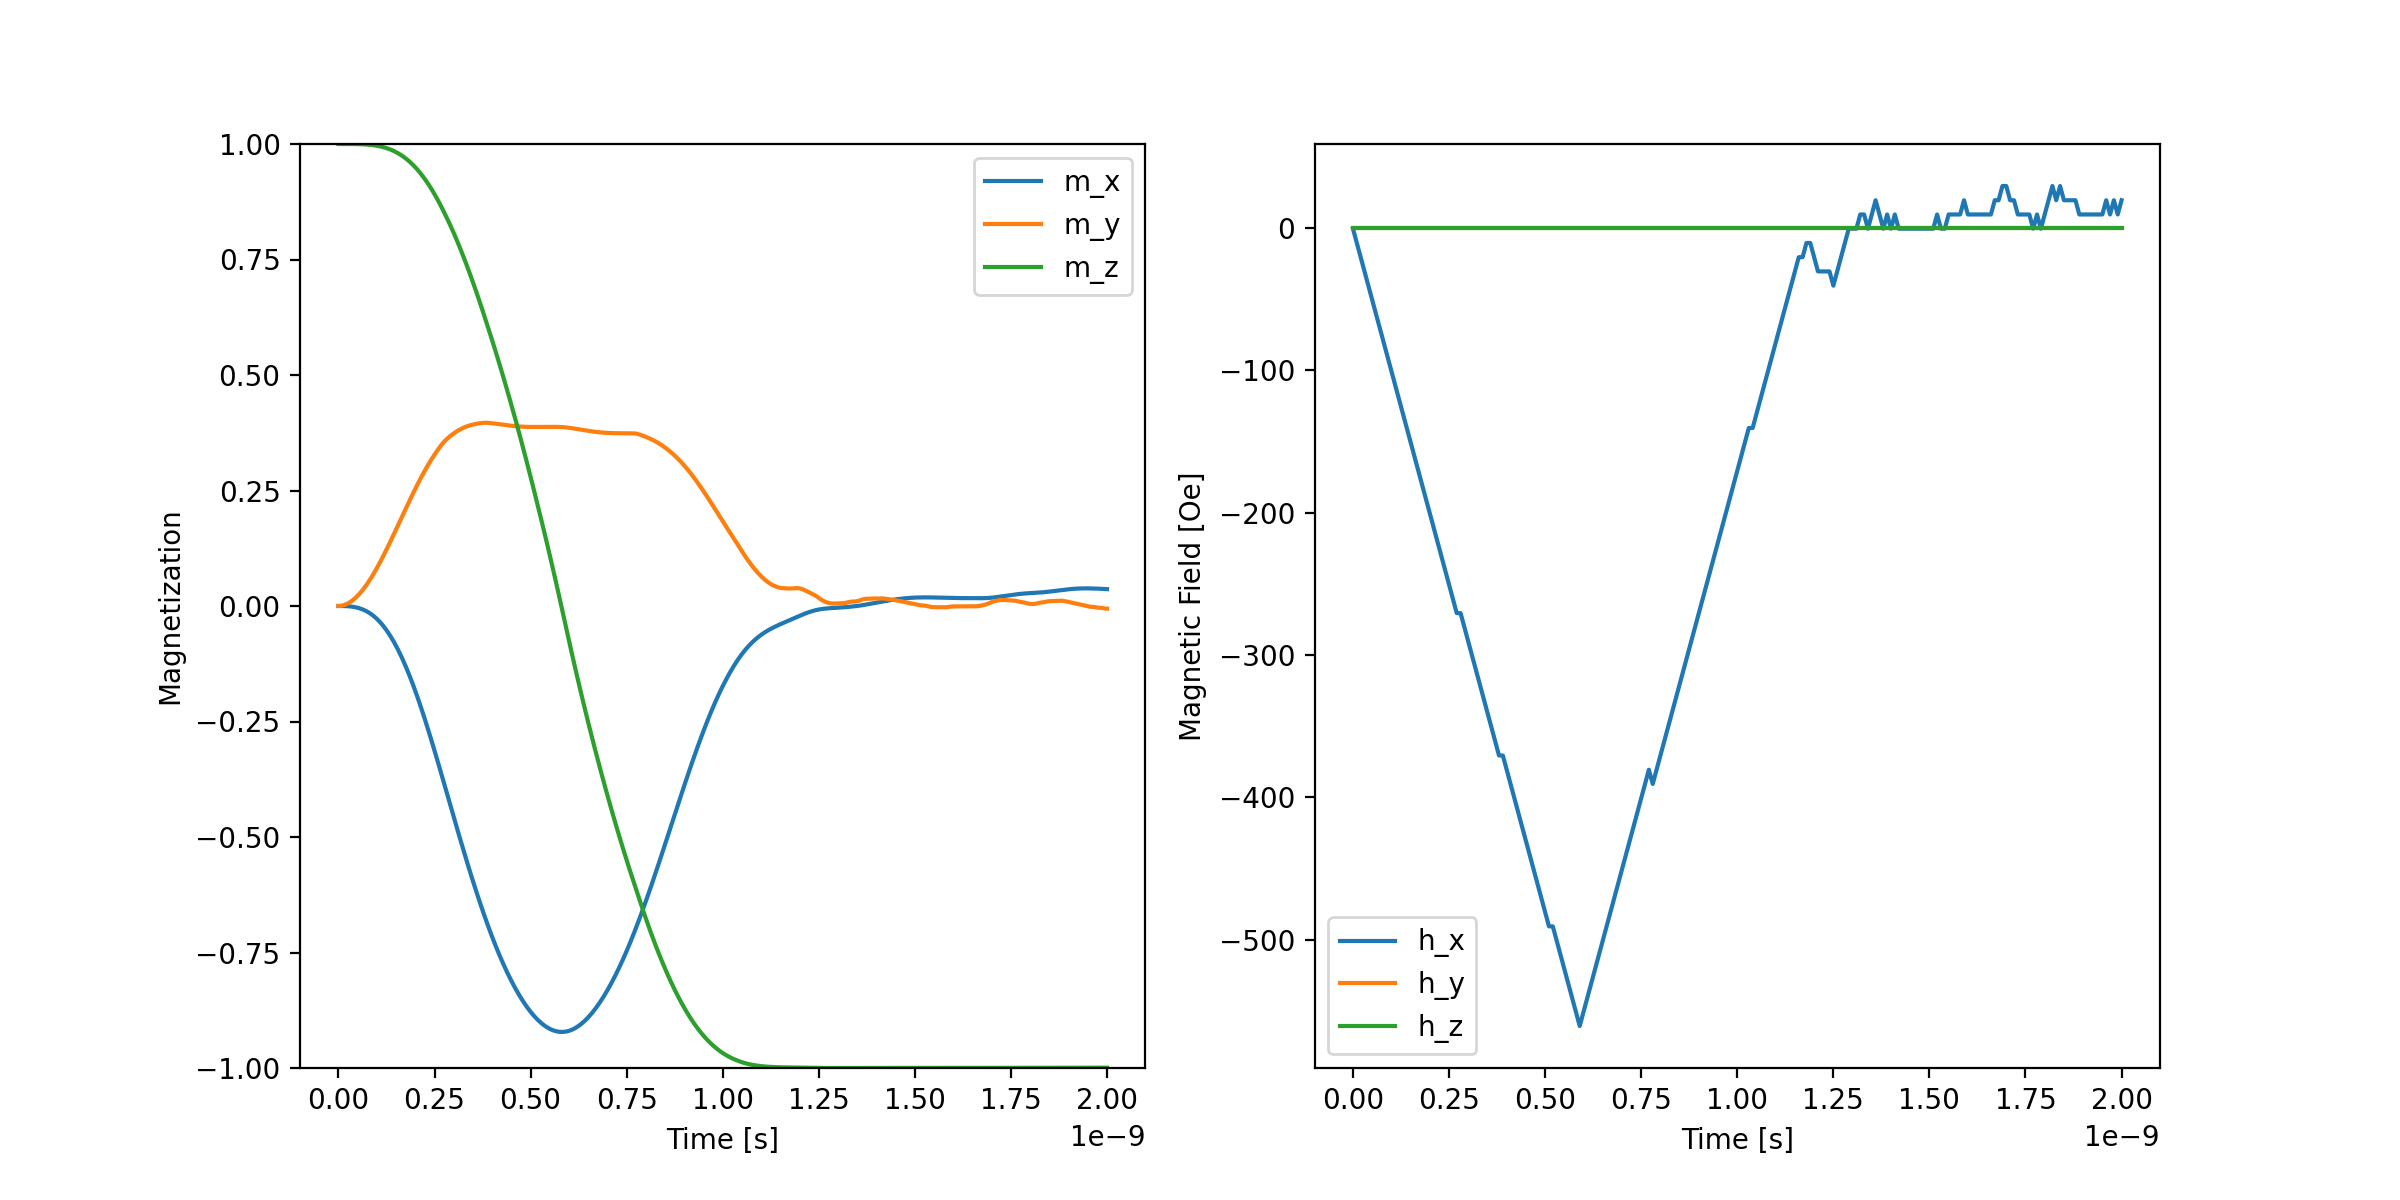 1.00
0.75
0.50
0.25
0.00
−0.25
−0.50
−0.75
−1.00
Magnetization
m_x
m_y
m_z
0.00 0.25 0.50 0.75 1.00 1.25 1.50 1.75 2.00
Time [s]
1e−9
0
−100
−200
−300
−400
−500
Magnetic Field [Oe]
h_x
h_y
h_z
0.00 0.25 0.50 0.75 1.00 1.25 1.50 1.75 2.00
Time [s]
1e−9